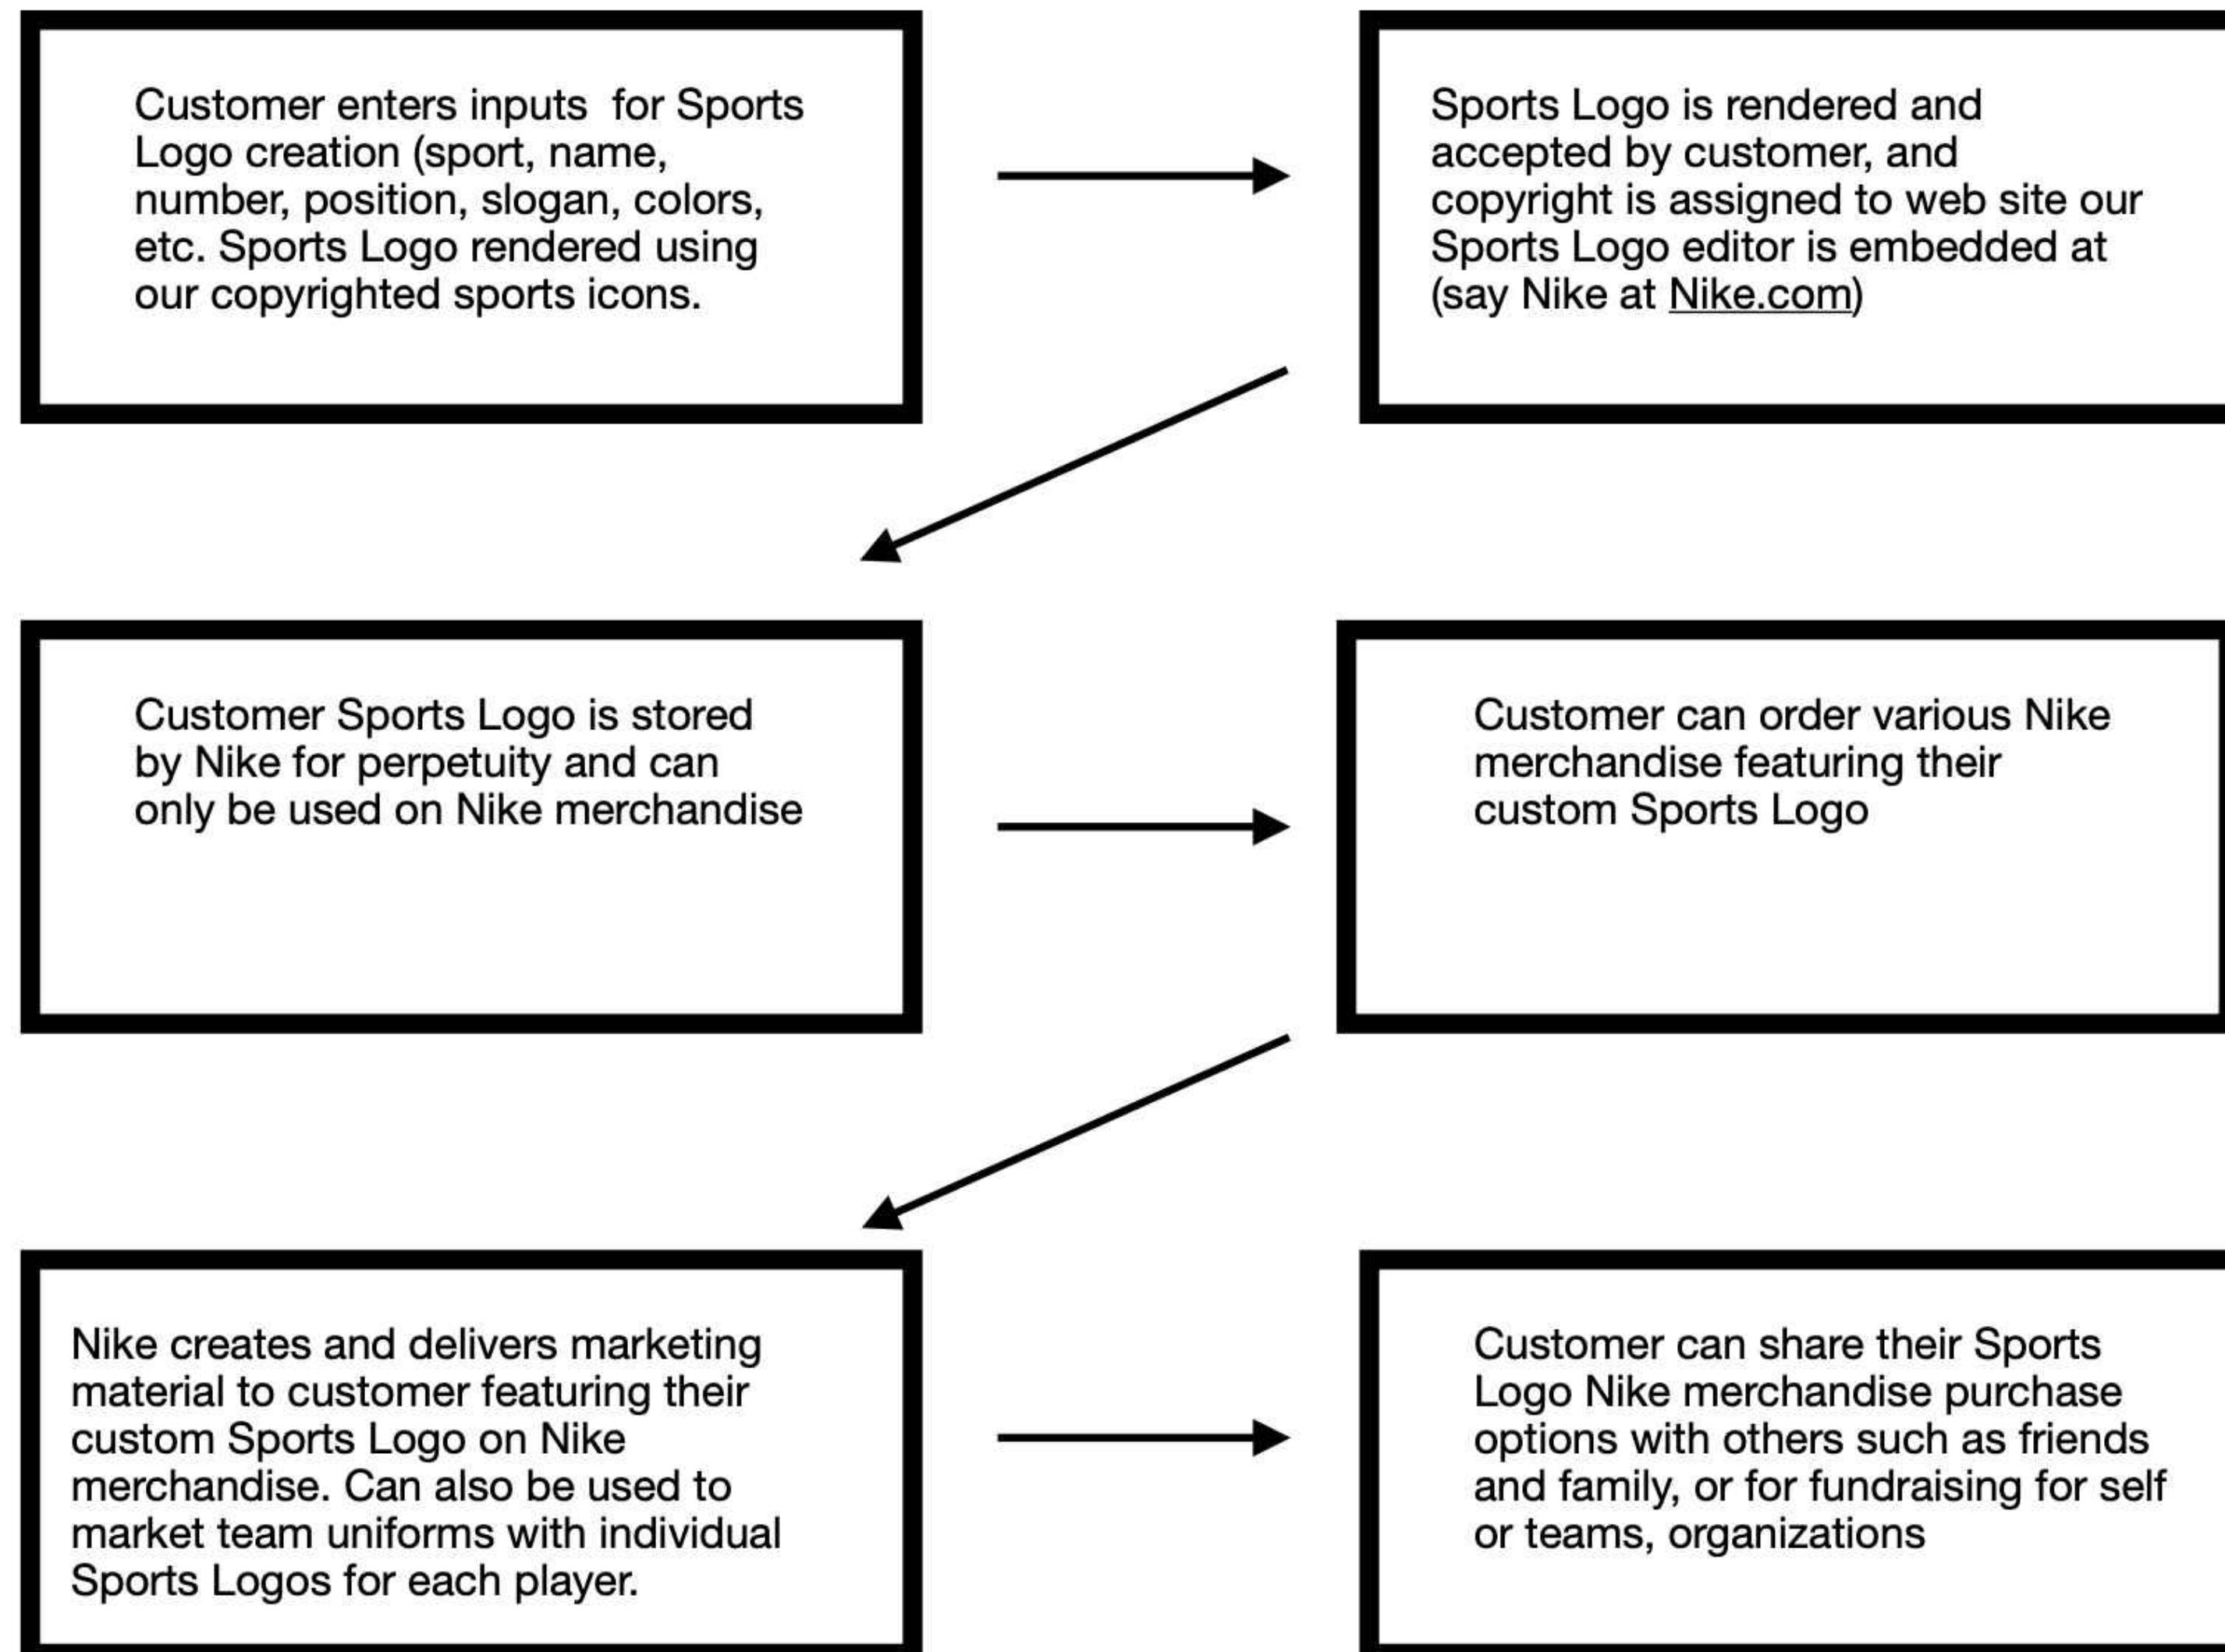 Customer enters inputs  for Sports
Logo creation (sport, name,
number, position, slogan, colors,
etc. Sports Logo rendered using
our copyrighted sports icons.
Sports Logo is rendered and
accepted by customer, and
copyright is assigned to web site our
Sports Logo editor is embedded at
(say Nike at Nike.com)
Customer Sports Logo is stored
by Nike for perpetuity and can
only be used on Nike merchandise
Customer can order various Nike
merchandise featuring their
custom Sports Logo
Nike creates and delivers marketing
material to customer featuring their
custom Sports Logo on Nike
merchandise. Can also be used to
market team uniforms with individual
Sports Logos for each player.
Customer can share their Sports
Logo Nike merchandise purchase
options with others such as friends
and family, or for fundraising for self
or teams, organizations